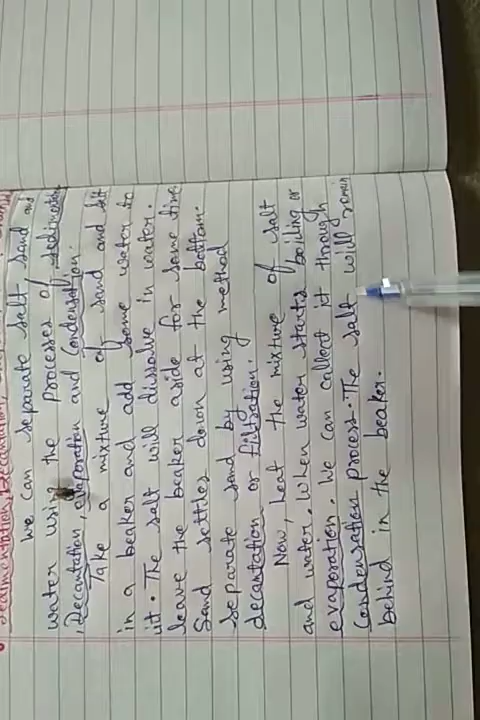 Sedimentation, Decantation,
We can separate salt sand and
water using the processes of sedimentation
, Decantation, evaporation and Condensation.
Take a mixture of sand and salt
in a beaker and add some water to
it. The salt will dissolve in water.
leave the beaker aside for some time
Sand settles down at the bottom.
Separate sand by using method
decantation or filtration.
Now, heat the mixture of salt
and water. When water starts boiling or
evaporation. We can collect it through
Condensation process. The salt will remain
behind in the beaker.